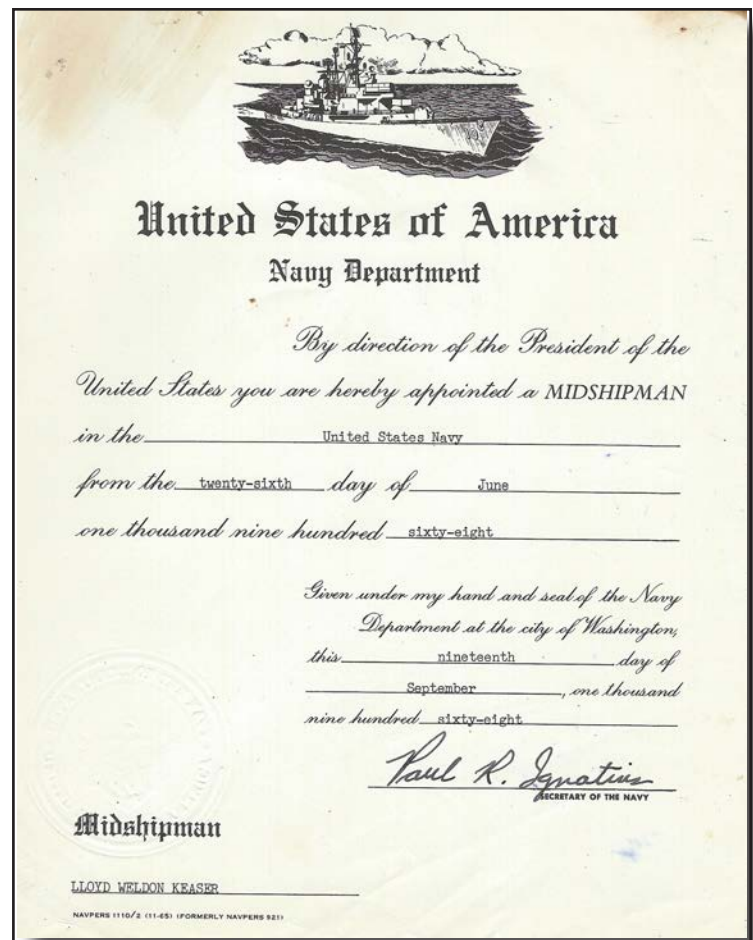 United States of America
Navy Department
By direction of the President of the
United States you are hereby appointed a MIDSHIPMAN
in the United States Navy
from the twenty-sixth day of June
one thousand nine hundred sixty-eight
Given under my hand and seal of the Navy
Department at the city of Washington,
this nineteenth day of
September, one thousand
nine hundred sixty-eight
Paul R. Ignatius
SECRETARY OF THE NAVY
Midshipman
LLOYD WELDON KEASER
NAVPERS 1110/2 (11-65) (FORMERLY NAVPERS 921)